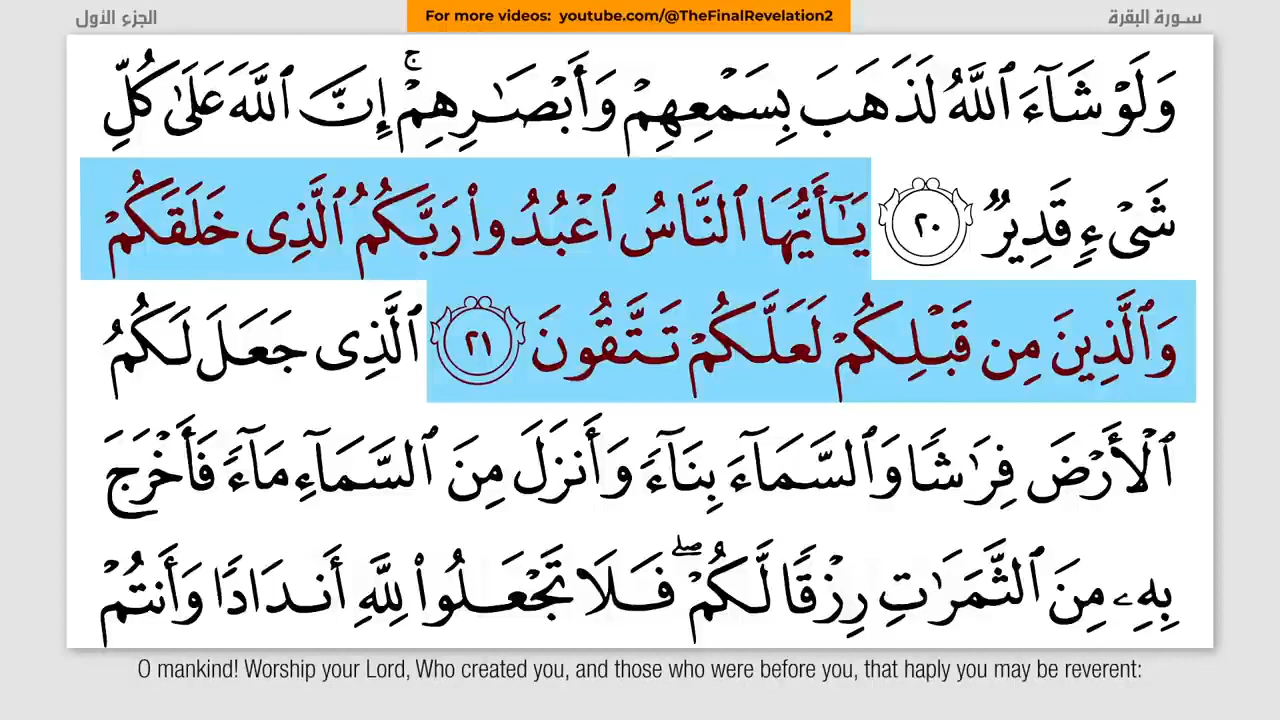 الجزء الأول
For more videos: youtube.com/@TheFinalRevelation2
سورة البقرة
وَلَوْ شَآءَ ٱللَّهُ لَذَهَبَ بِسَمْعِهِمْ وَأَبْصَـٰرِهِمْ ۚ إِنَّ ٱللَّهَ عَلَىٰ كُلِّ
شَىْءٍ قَدِيرٌ ٢٠ يَـٰٓأَيُّهَا ٱلنَّاسُ ٱعْبُدُوا۟ رَبَّكُمُ ٱلَّذِى خَلَقَكُمْ
وَٱلَّذِينَ مِن قَبْلِكُمْ لَعَلَّكُمْ تَتَّقُونَ ٢١ ٱلَّذِى جَعَلَ لَكُمُ
ٱلْأَرْضَ فِرَٰشًا وَٱلسَّمَآءَ بِنَآءً وَأَنزَلَ مِنَ ٱلسَّمَآءِ مَآءً فَأَخْرَجَ
بِهِۦ مِنَ ٱلثَّمَرَٰتِ رِزْقًا لَّكُمْ ۖ فَلَا تَجْعَلُوا۟ لِلَّهِ أَندَادًا وَأَنتُمْ
O mankind! Worship your Lord, Who created you, and those who were before you, that haply you may be reverent: